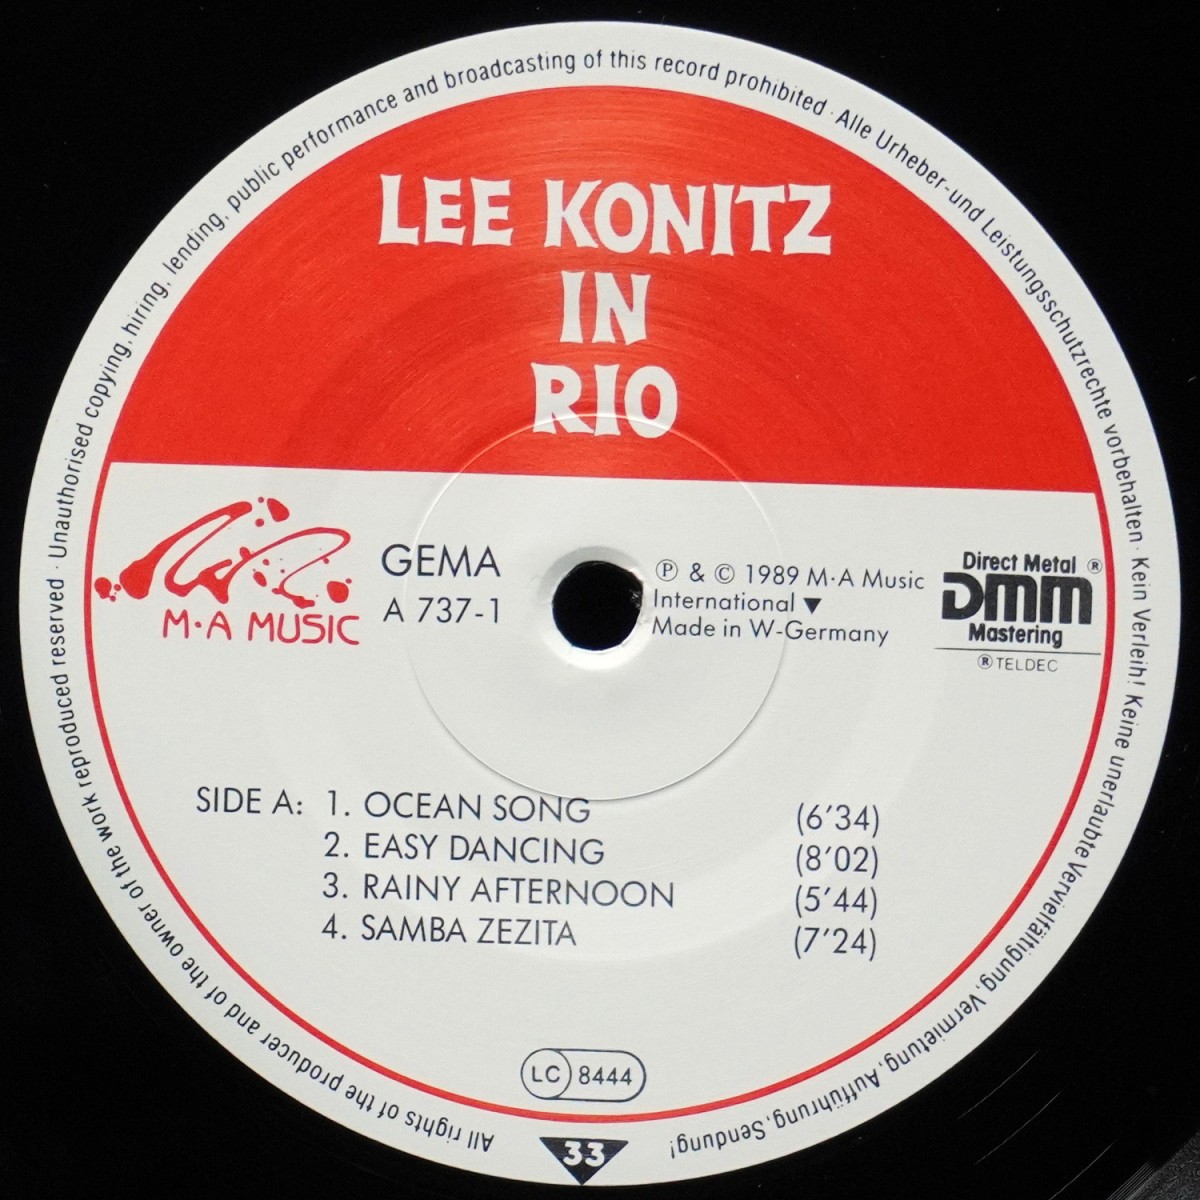 LEE KONITZ
IN
RIO
M·A MUSIC
GEMA
A 737-1
Ⓟ & © 1989 M·A Music
International ▼
Made in W-Germany
Direct Metal ®
DMM
Mastering
® TELDEC
SIDE A: 1. OCEAN SONG (6'34)
2. EASY DANCING (8'02)
3. RAINY AFTERNOON (5'44)
4. SAMBA ZEZITA (7'24)
LC 8444
33
All rights of the producer and of the owner of the work reproduced reserved · Unauthorised copying, hiring, lending, public performance and broadcasting of this record prohibited · Alle Urheber-und Leistungsschutzrechte vorbehalten · Kein Verleih! Keine unerlaubte Vervielfältigung, Vermietung, Aufführung, Sendung!